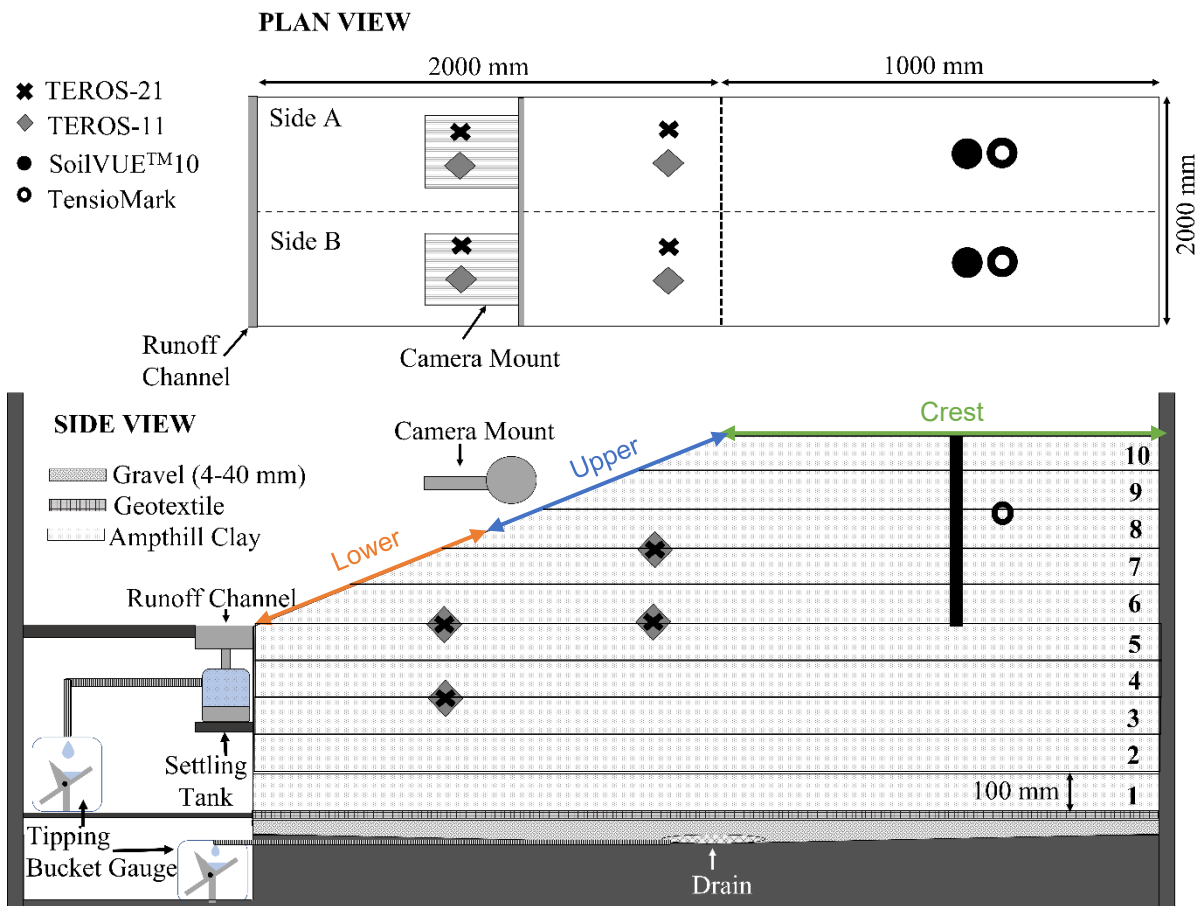 PLAN VIEW
TEROS-21
TEROS-11
SoilVUE™10
TensioMark
2000 mm
1000 mm
Side A
Side B
2000 mm
Runoff
Channel
Camera Mount
SIDE VIEW
Gravel (4-40 mm)
Geotextile
Ampthill Clay
Camera Mount
Lower
Upper
Crest
10
9
8
7
6
5
4
3
2
1
100 mm
Runoff Channel
Settling
Tank
Tipping
Bucket Gauge
Drain